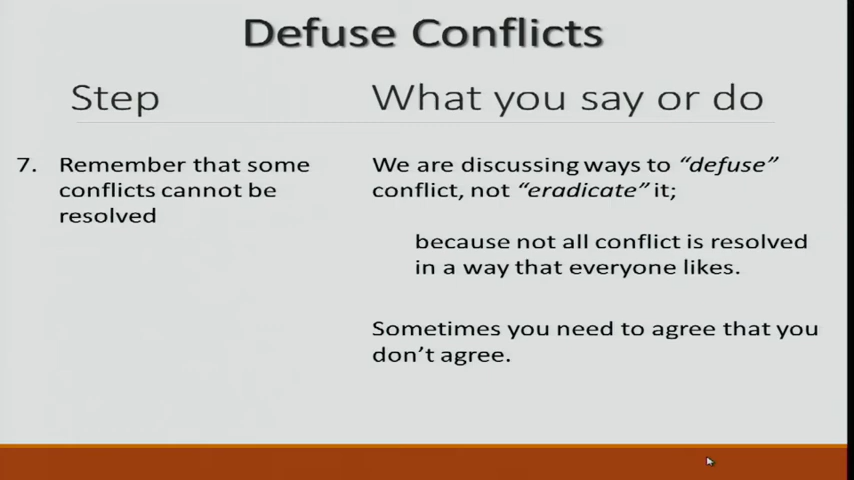 Defuse Conflicts
Step
What you say or do
7. Remember that some
conflicts cannot be
resolved
We are discussing ways to “defuse”
conflict, not “eradicate” it;
because not all conflict is resolved
in a way that everyone likes.
Sometimes you need to agree that you
don’t agree.